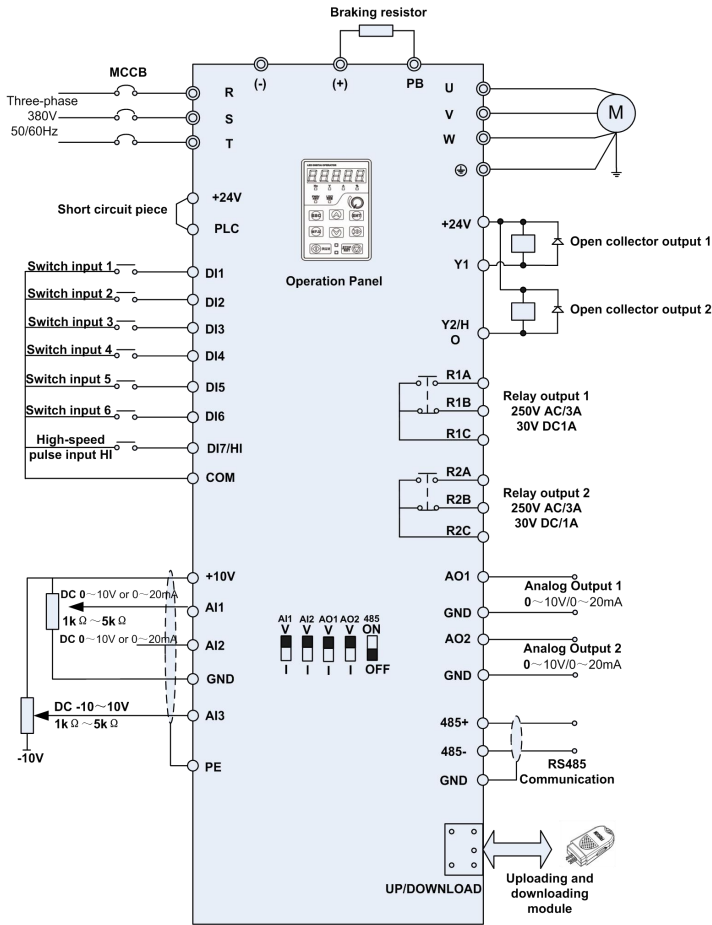 Braking resistor
MCCB
(-)
(+)
PB
Three-phase
380V
50/60Hz
R
S
T
U
V
W
M
+24V
Short circuit piece
PLC
Operation Panel
+24V
Open collector output 1
Y1
Open collector output 2
Y2/H
O
Switch input 1
DI1
Switch input 2
DI2
Switch input 3
DI3
Switch input 4
DI4
Switch input 5
DI5
Switch input 6
DI6
High-speed
pulse input HI
DI7/HI
COM
R1A
R1B
R1C
Relay output 1
250V AC/3A
30V DC1A
R2A
R2B
R2C
Relay output 2
250V AC/3A
30V DC/1A
+10V
DC 0～10V or 0～20mA
AI1
1kΩ～5kΩ
DC 0～10V or 0～20mA
AI2
GND
DC -10～10V
AI3
1kΩ～5kΩ
-10V
PE
AI1 AI2 AO1 AO2 485
V V V V ON
I I I I OFF
AO1
Analog Output 1
0～10V/0～20mA
GND
AO2
Analog Output 2
0～10V/0～20mA
GND
485+
485-
RS485
Communication
GND
UP/DOWNLOAD
Uploading and
downloading
module